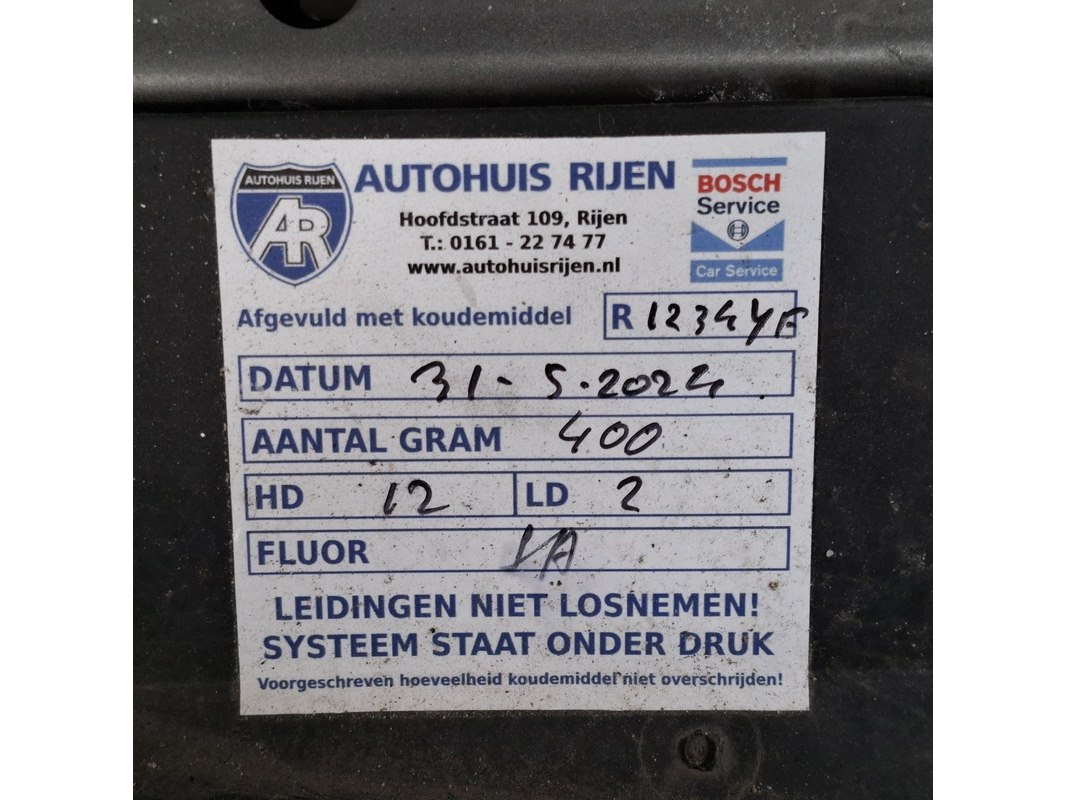 AUTOHUIS RIJEN
AR
AUTOHUIS RIJEN
Hoofdstraat 109, Rijen
T.: 0161 - 22 74 77
www.autohuisrijen.nl
BOSCH
Service
Car Service
Afgevuld met koudemiddel R 1234yF
DATUM 31-5.2024
AANTAL GRAM 400
HD 12 LD 2
FLUOR JA
LEIDINGEN NIET LOSNEMEN!
SYSTEEM STAAT ONDER DRUK
Voorgeschreven hoeveelheid koudemiddel niet overschrijden!